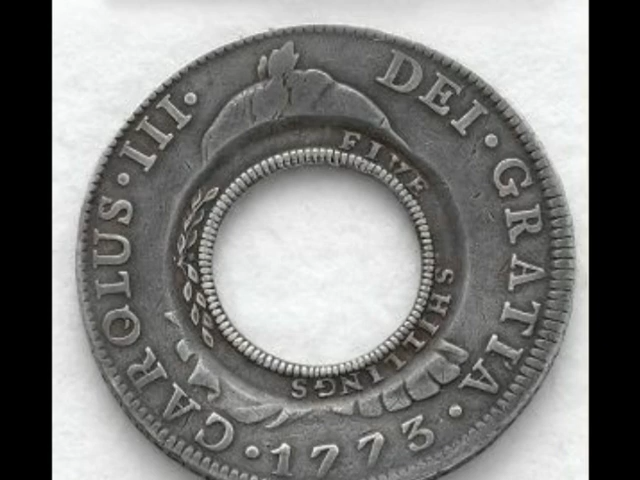 CAROLUS · III · DEI · GRATIA ·
· 1773 ·
FIVE SHILLINGS